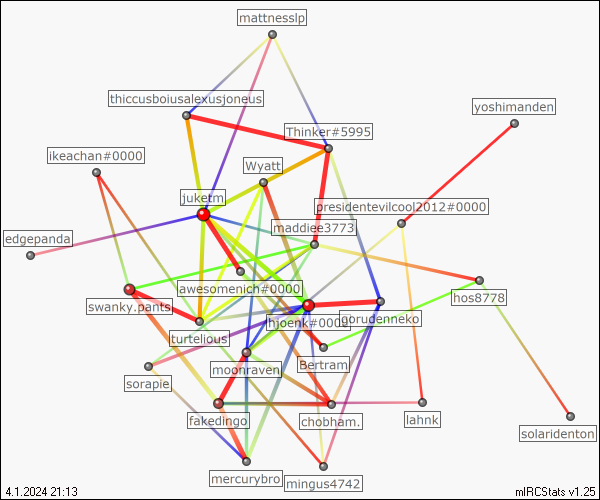 mattnesslp
thiccusboiusalexusjoneus
yoshimanden
Thinker#5995
ikeachan#0000
Wyatt
juketm
presidentevilcool2012#0000
maddiee3773
edgepanda
awesomenich#0000
hos8778
swanky.pants
hjoenk#0002
gorudenneko
turtelious
Bertram
moonraven
sorapie
lahnk
fakedingo
chobham.
solaridenton
mercurybro
mingus4742
4.1.2024 21:13
mIRCStats v1.25